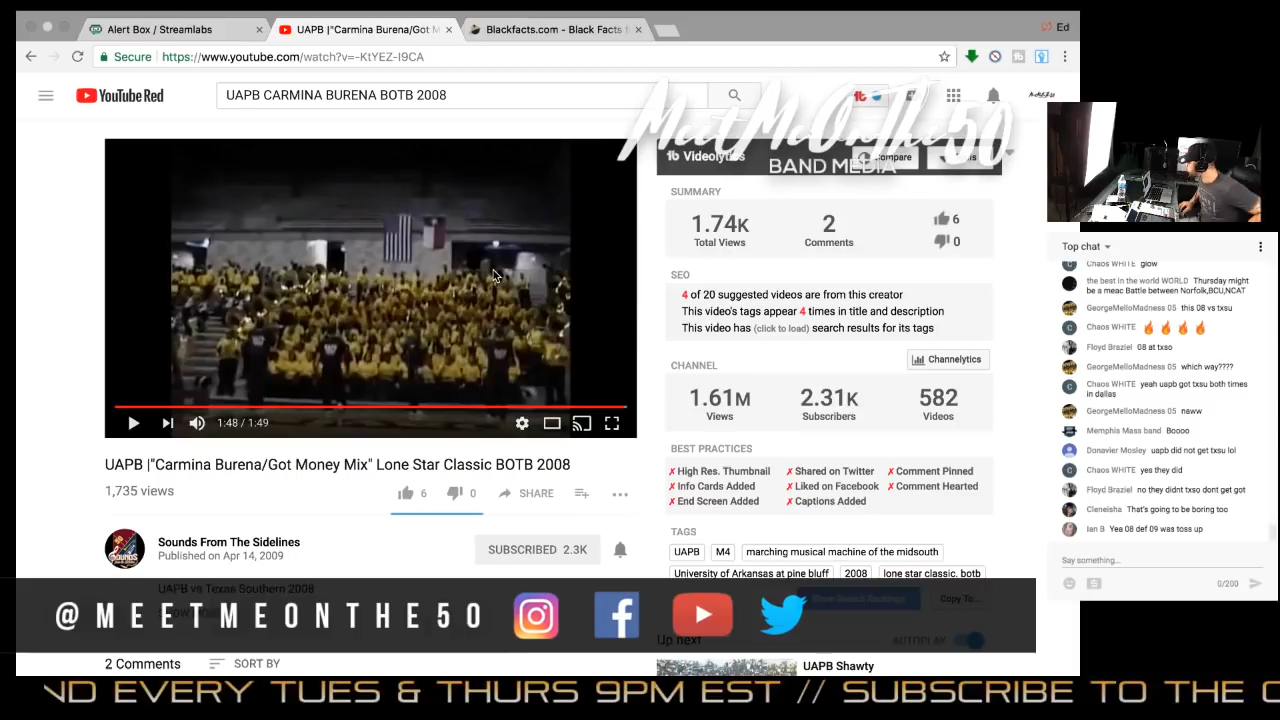 Alert Box / Streamlabs
UAPB |"Carmina Burena/Got M
Blackfacts.com - Black Facts f
Ed
Secure
https://www.youtube.com/watch?v=-KtYEZ-I9CA
YouTube Red
UAPB CARMINA BURENA BOTB 2008
MeetMeOnThe50
BAND MEDIA
Videolytics
SUMMARY
1.74K
2
6
Total Views
Comments
0
SEO
4 of 20 suggested videos are from this creator
This video's tags appear 4 times in title and description
This video has (click to load) search results for its tags
CHANNEL
Channelytics
1.61M
2.31K
582
Views
Subscribers
Videos
BEST PRACTICES
✗ High Res. Thumbnail
✗ Shared on Twitter
✗ Comment Pinned
✗ Info Cards Added
✗ Liked on Facebook
✗ Comment Hearted
✗ End Screen Added
✗ Captions Added
TAGS
UAPB
M4
marching musical machine of the midsouth
University of Arkansas at pine bluff
2008
lone star classic. botb
Copy To...
Up next
AUTOPLAY
UAPB Shawty
1:48 / 1:49
UAPB |"Carmina Burena/Got Money Mix" Lone Star Classic BOTB 2008
1,735 views
6
0
SHARE
Sounds From The Sidelines
Published on Apr 14, 2009
SUBSCRIBED 2.3K
UAPB vs Texas Southern 2008
@MEETMEONTHE50
2 Comments
SORT BY
Top chat
Chaos WHITE glow
the best in the world WORLD Thursday might
be a meac Battle between Norfolk,BCU,NCAT
GeorgeMelloMadness 05 this 08 vs txsu
Chaos WHITE 🔥 🔥 🔥 🔥
Floyd Braziel 08 at txso
GeorgeMelloMadness 05 which way????
Chaos WHITE yeah uapb got txsu both times
in dallas
GeorgeMelloMadness 05 naww
Memphis Mass band Boooo
Donavier Mosley uapb did not get txsu lol
Chaos WHITE yes they did
Floyd Braziel no they didnt txso dont get got
Cleneisha That's going to be boring too
Ian B Yea 08 def 09 was toss up
Say something...
0/200
ND EVERY TUES & THURS 9PM EST // SUBSCRIBE TO THE